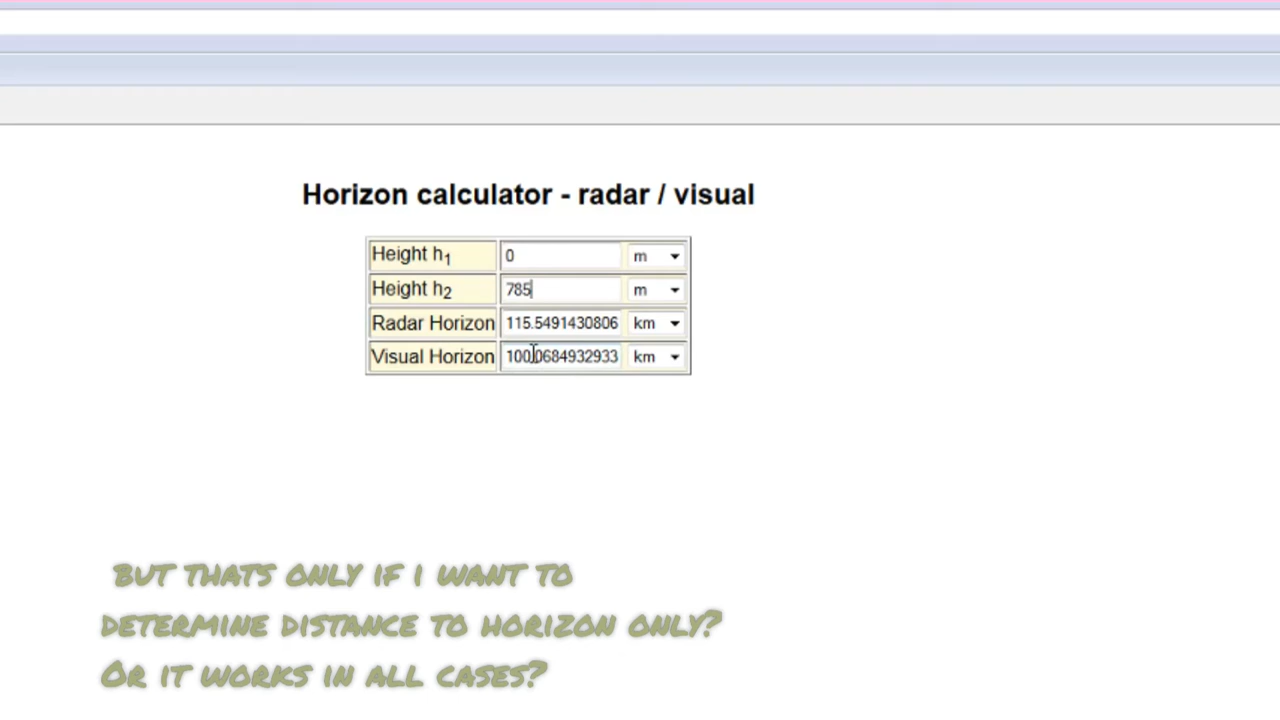 Horizon calculator - radar / visual
Height h1 0 m
Height h2 785 m
Radar Horizon 115.5491430806 km
Visual Horizon 100.0684932933 km
BUT THATS ONLY IF I WANT TO
DETERMINE DISTANCE TO HORIZON ONLY?
OR IT WORKS IN ALL CASES?